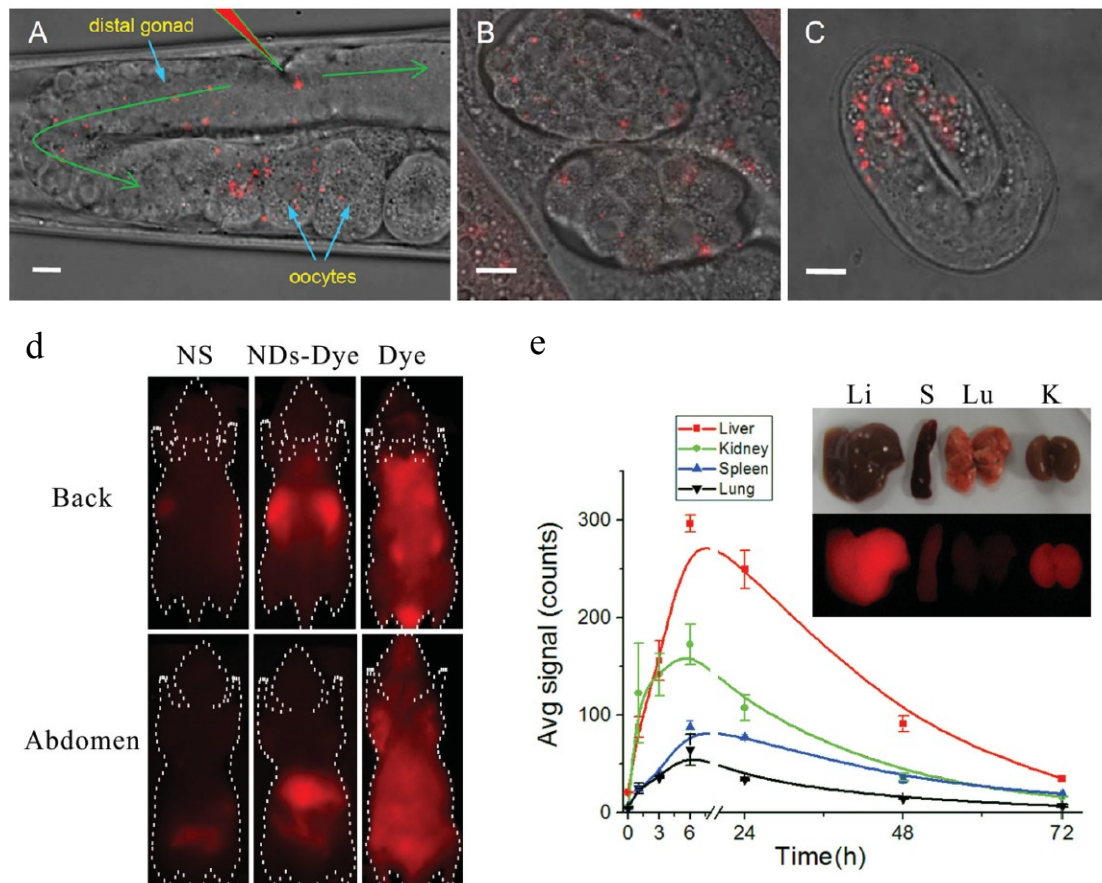 A
distal gonad
oocytes
B
C
d
NS NDs-Dye Dye
Back
Abdomen
e
Li S Lu K
Liver
Kidney
Spleen
Lung
Avg signal (counts)
300
200
100
0
0 3 6 24 48 72
Time(h)